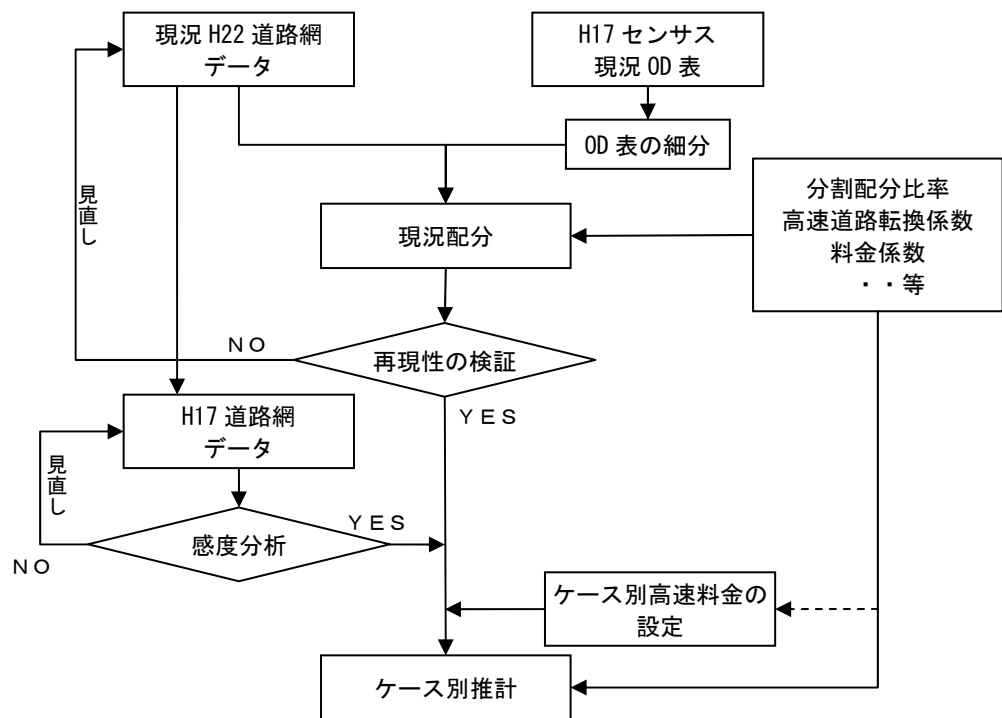 現況 H22 道路網
データ
H17 センサス
現況 OD 表
OD 表の細分
分割配分比率
高速道路転換係数
料金係数
・・等
見直し
現況配分
ＮＯ
再現性の検証
ＹＥＳ
H17 道路網
データ
見直し
ＹＥＳ
感度分析
ＮＯ
ケース別高速料金の
設定
ケース別推計